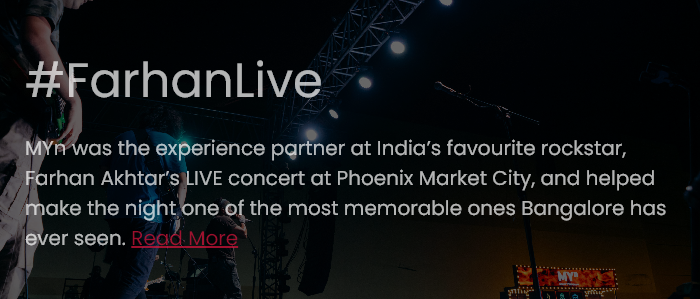 #FarhanLive
MYn was the experience partner at India's favourite rockstar,
Farhan Akhtar's LIVE concert at Phoenix Market City, and helped
make the night one of the most memorable ones Bangalore has
ever seen. Read More
MYn